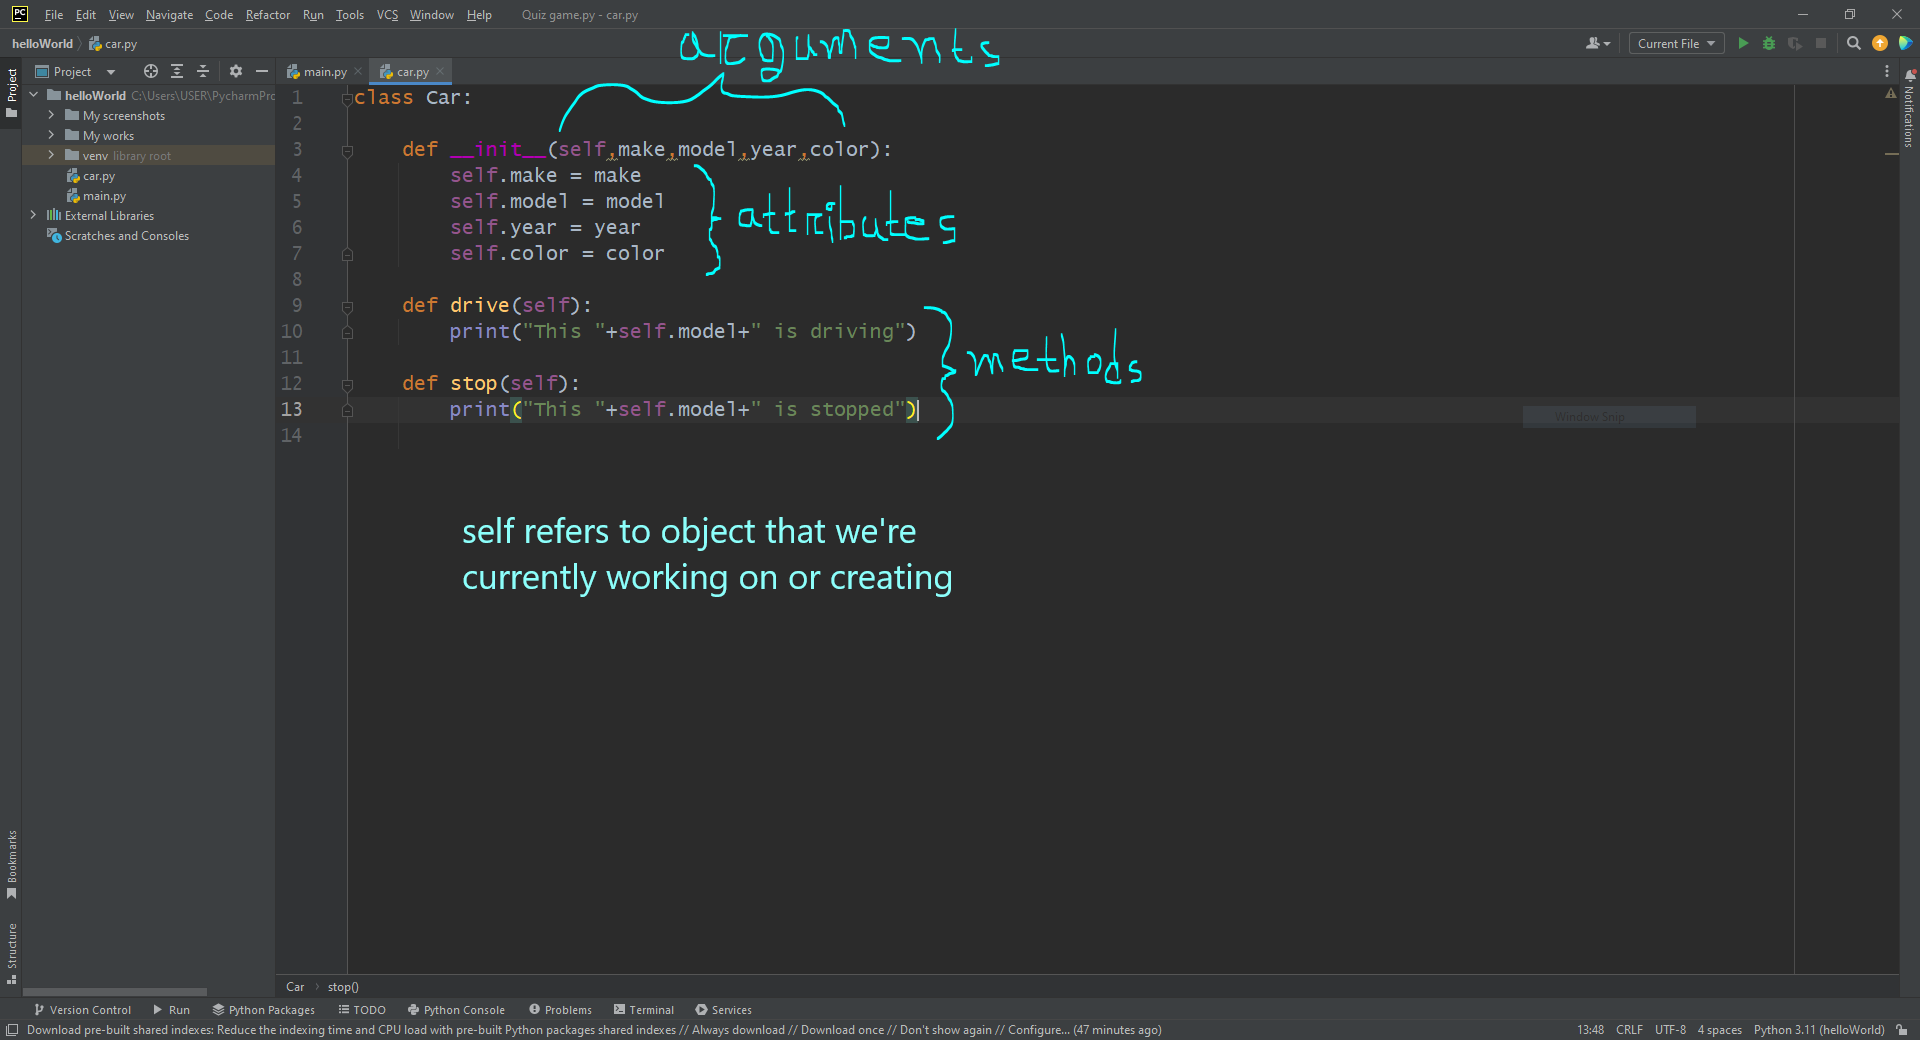 PC File Edit View Navigate Code Refactor Run Tools VCS Window Help Quiz game.py - car.py
helloWorld car.py Current File
arguments
Project main.py car.py
Project
helloWorld C:\Users\USER\PycharmPro
My screenshots
My works
venv library root
car.py
main.py
External Libraries
Scratches and Consoles
Notifications
1 class Car:
2
3 def __init__(self,make,model,year,color):
4 self.make = make
5 self.model = model
6 self.year = year
7 self.color = color
attributes
8
9 def drive(self):
10 print("This "+self.model+" is driving")
11
12 def stop(self):
13 print("This "+self.model+" is stopped")
14
methods
Window Snip
self refers to object that we're
currently working on or creating
Bookmarks
Structure
Car stop()
Version Control Run Python Packages TODO Python Console Problems Terminal Services
Download pre-built shared indexes: Reduce the indexing time and CPU load with pre-built Python packages shared indexes // Always download // Download once // Don't show again // Configure... (47 minutes ago) 13:48 CRLF UTF-8 4 spaces Python 3.11 (helloWorld)